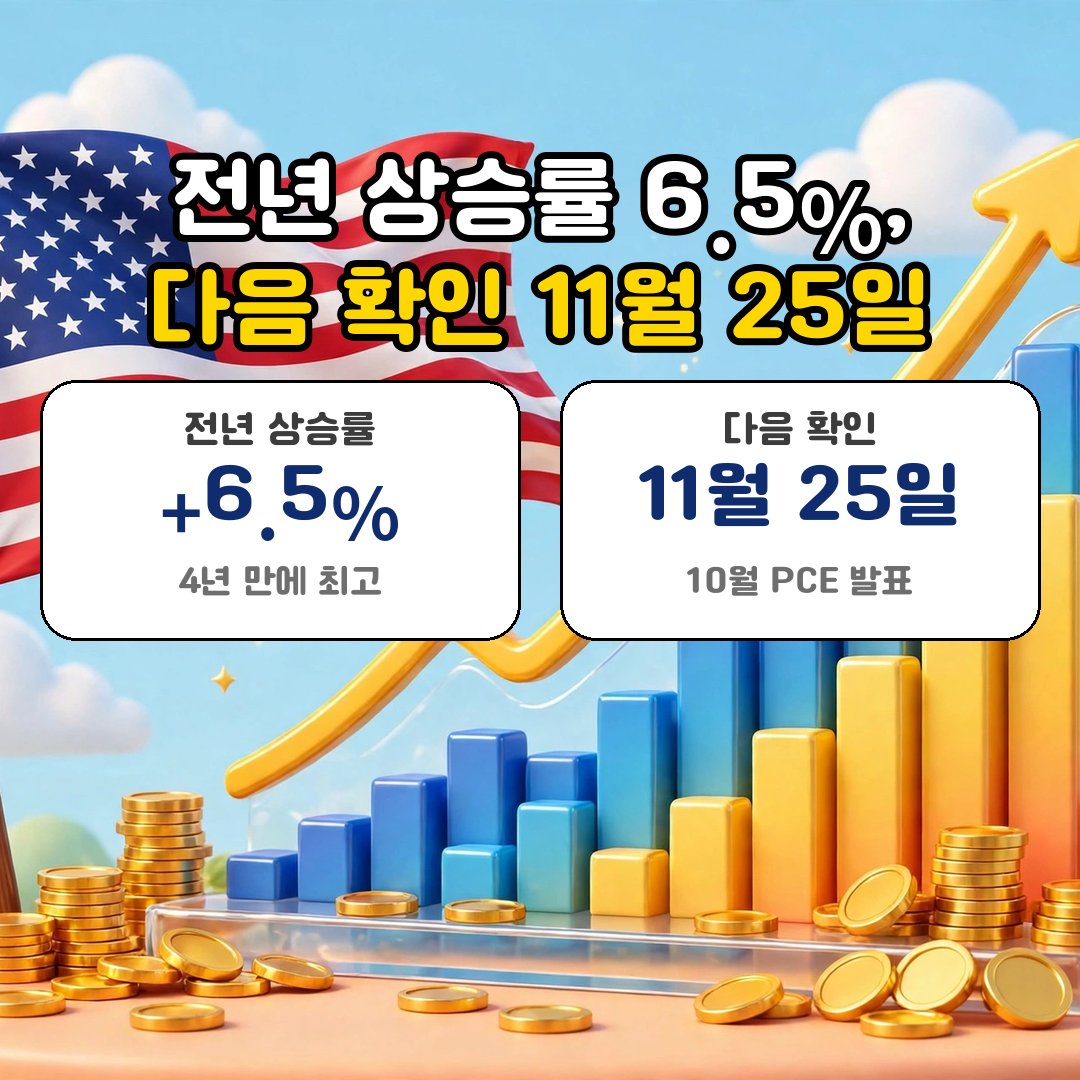 전년 상승률 6.5%,
다음 확인 11월 25일
전년 상승률
+6.5%
4년 만에 최고
다음 확인
11월 25일
10월 PCE 발표